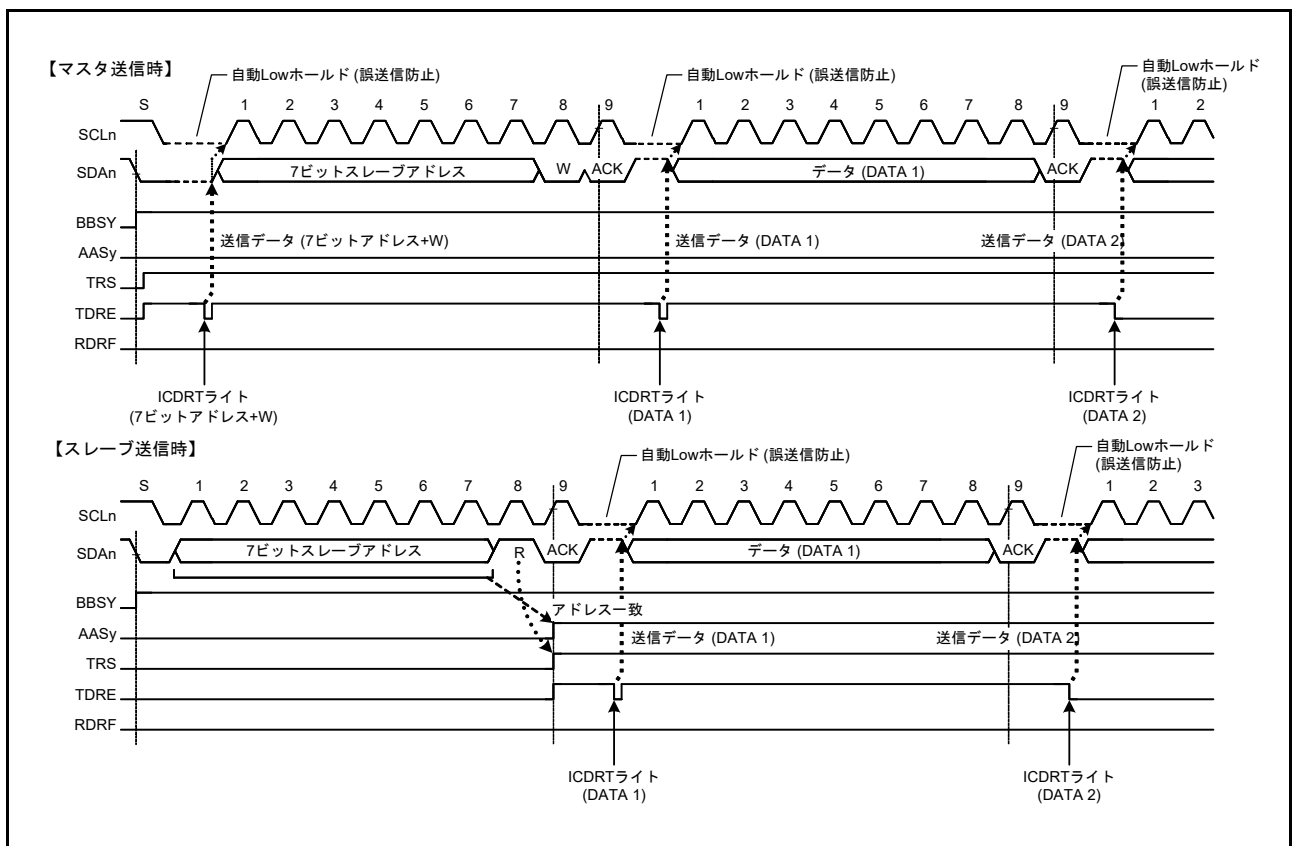 【マスタ送信時】
自動Lowホールド (誤送信防止)
自動Lowホールド (誤送信防止)
自動Lowホールド
(誤送信防止)
S 1 2 3 4 5 6 7 8 9 1 2 3 4 5 6 7 8 9 1 2
SCLn
SDAn 7ビットスレーブアドレス W ACK データ (DATA 1) ACK
BBSY
送信データ (7ビットアドレス+W) 送信データ (DATA 1) 送信データ (DATA 2)
AASy
TRS
TDRE
RDRF
ICDRTライト
(7ビットアドレス+W)
ICDRTライト
(DATA 1)
ICDRTライト
(DATA 2)
【スレーブ送信時】
自動Lowホールド (誤送信防止)
自動Lowホールド
(誤送信防止)
S 1 2 3 4 5 6 7 8 9 1 2 3 4 5 6 7 8 9 1 2 3
SCLn
SDAn 7ビットスレーブアドレス R ACK データ (DATA 1) ACK
BBSY
アドレス一致
AASy
送信データ (DATA 1) 送信データ (DATA 2)
TRS
TDRE
RDRF
ICDRTライト
(DATA 1)
ICDRTライト
(DATA 2)